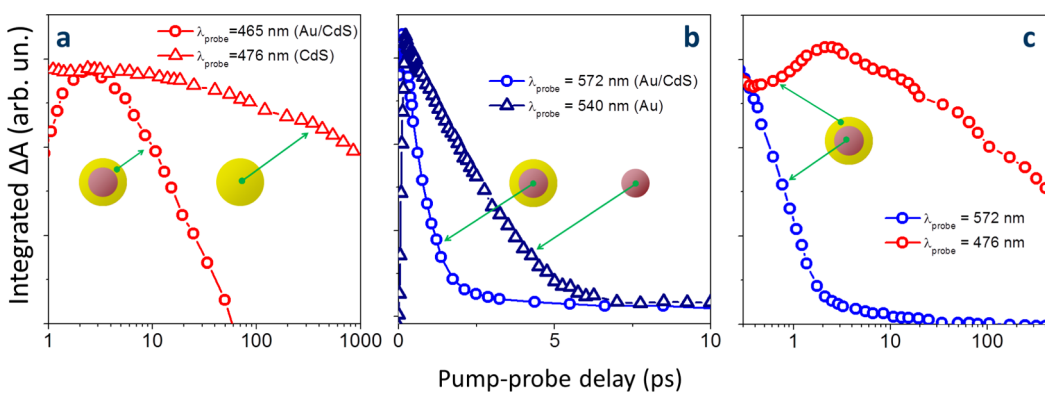 a
λprobe=465 nm (Au/CdS)
λprobe=476 nm (CdS)
b
λprobe = 572 nm (Au/CdS)
λprobe = 540 nm (Au)
c
λprobe = 572 nm
λprobe = 476 nm
Integrated ΔA (arb. un.)
1 10 100 1000
0 5 10
1 10 100
Pump-probe delay (ps)